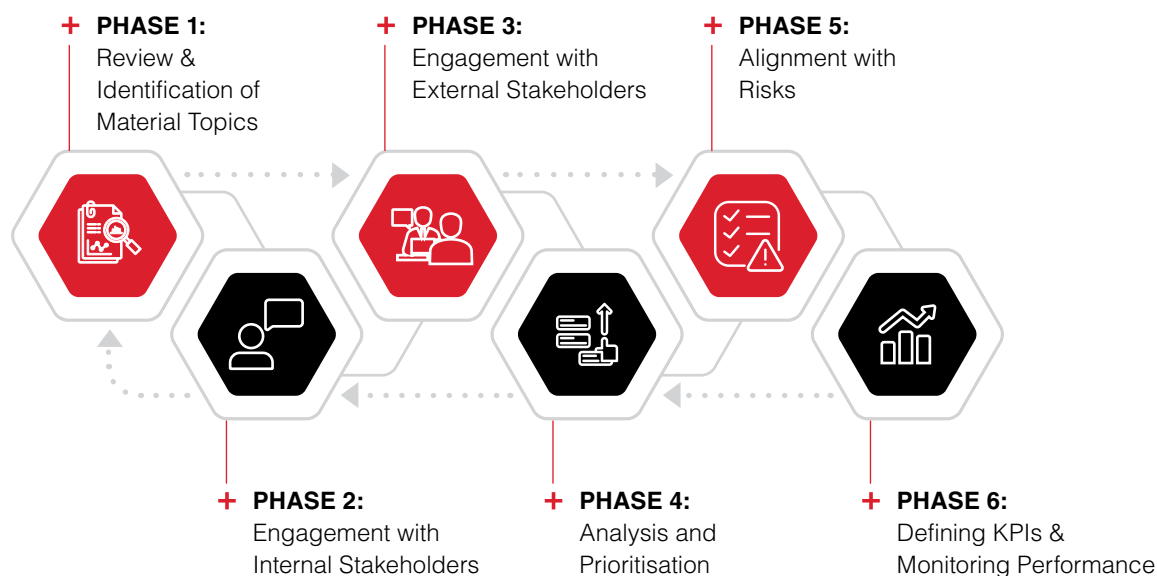 PHASE 1:
Review &
Identification of
Material Topics
PHASE 3:
Engagement with
External Stakeholders
PHASE 5:
Alignment with
Risks
PHASE 2:
Engagement with
Internal Stakeholders
PHASE 4:
Analysis and
Prioritisation
PHASE 6:
Defining KPIs &
Monitoring Performance